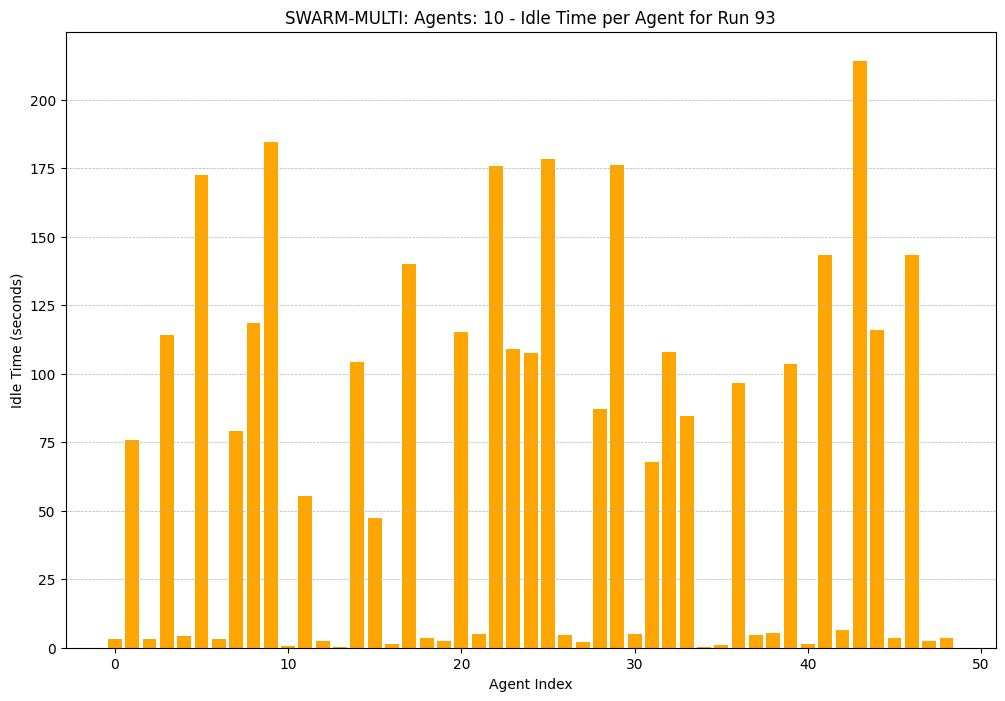 SWARM-MULTI: Agents: 10 - Idle Time per Agent for Run 93
Idle Time (seconds)
200
175
150
125
100
75
50
25
0
0 10 20 30 40 50
Agent Index